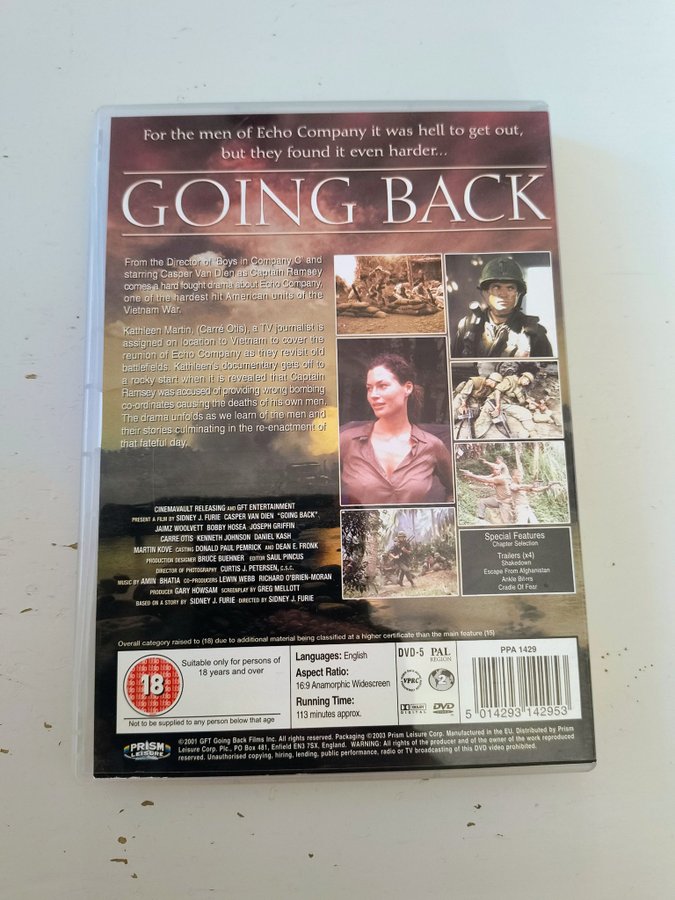 For the men of Echo Company it was hell to get out,
but they found it even harder...
GOING BACK
From the Director of 'Boys in Company C' and
starring Casper Van Dien as Captain Ramsey
comes a hard fought drama about Echo Company,
one of the hardest hit American units of the
Vietnam War.
Kathleen Martin, (Carré Otis), a TV journalist is
assigned on location to Vietnam to cover the
reunion of Echo Company as they revisit old
battlefields. Kathleen's documentary gets off to
a rocky start when it is revealed that Captain
Ramsey was accused of providing wrong bombing
co-ordinates causing the deaths of his own men.
The drama unfolds as we learn of the men and
their stories culminating in the re-enactment of
that fateful day.
CINEMAVAULT RELEASING AND GFT ENTERTAINMENT
PRESENT A FILM BY SIDNEY J. FURIE CASPER VAN DIEN "GOING BACK"
JAIMZ WOOLVETT BOBBY HOSEA JOSEPH GRIFFIN
CARRE OTIS KENNETH JOHNSON DANIEL KASH
MARTIN KOVE CASTING DONALD PAUL PEMRICK AND DEAN E. FRONK
PRODUCTION DESIGNER BRUCE BUEHNER EDITOR SAUL PINCUS
DIRECTOR OF PHOTOGRAPHY CURTIS J. PETERSEN, C.S.C.
MUSIC BY AMIN BHATIA CO-PRODUCERS LEWIN WEBB RICHARD O'BRIEN-MORAN
PRODUCER GARY HOWSAM SCREENPLAY BY GREG MELLOTT
BASED ON A STORY BY SIDNEY J. FURIE DIRECTED BY SIDNEY J. FURIE
Special Features
Chapter Selection
Trailers (x4)
Shakedown
Escape From Afghanistan
Ankle Biters
Cradle Of Fear
Overall category raised to (18) due to additional material being classified at a higher certificate than the main feature (15)
18
Suitable only for persons of
18 years and over
Not to be supplied to any person below that age
Languages: English
Aspect Ratio:
16:9 Anamorphic Widescreen
Running Time:
113 minutes approx.
DVD-5 PAL
REGION
2
VPRC
DOLBY
DIGITAL
DVD
VIDEO
PPA 1429
5 014293 142953
PRISM
LEISURE
©2001 GFT Going Back Films Inc. All rights reserved. Packaging ©2003 Prism Leisure Corp. Manufactured in the EU. Distributed by Prism
Leisure Corp. Plc., PO Box 481, Enfield EN3 7SX, England. WARNING: All rights of the producer and of the owner of the work reproduced
reserved. Unauthorised copying, hiring, lending, public performance, radio or TV broadcasting of this DVD video prohibited.